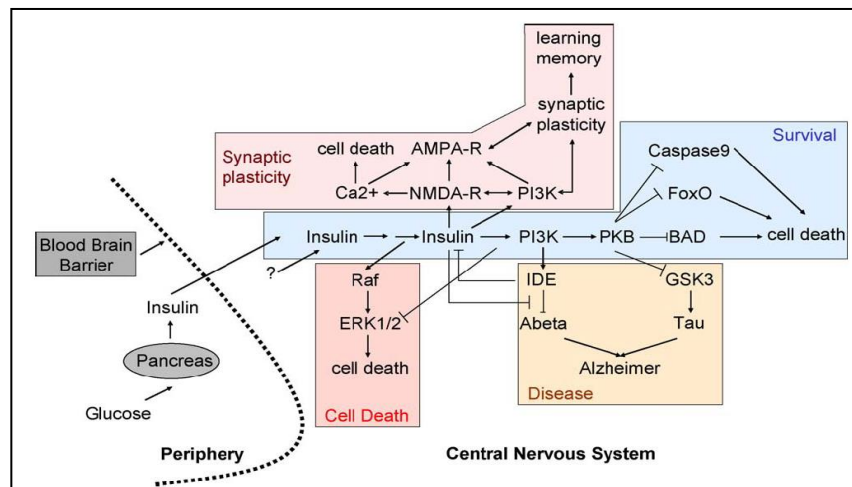 learning
memory
synaptic
plasticity
Survival
cell death
AMPA-R
Caspase9
Synaptic
plasticity
Ca2+
NMDA-R
PI3K
FoxO
Blood Brain
Barrier
Insulin
Insulin
PI3K
PKB
BAD
cell death
?
Raf
IDE
GSK3
Insulin
ERK1/2
Abeta
Tau
Pancreas
cell death
Alzheimer
Glucose
Cell Death
Disease
Periphery
Central Nervous System